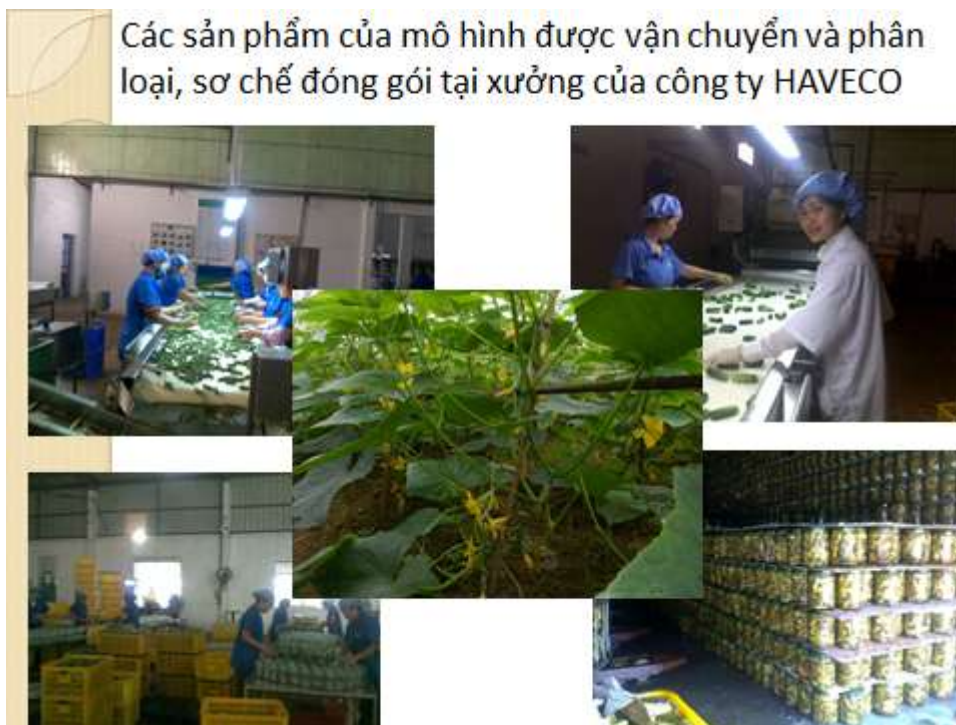 Các sản phẩm của mô hình được vận chuyển và phân
loại, sơ chế đóng gói tại xưởng của công ty HAVECO